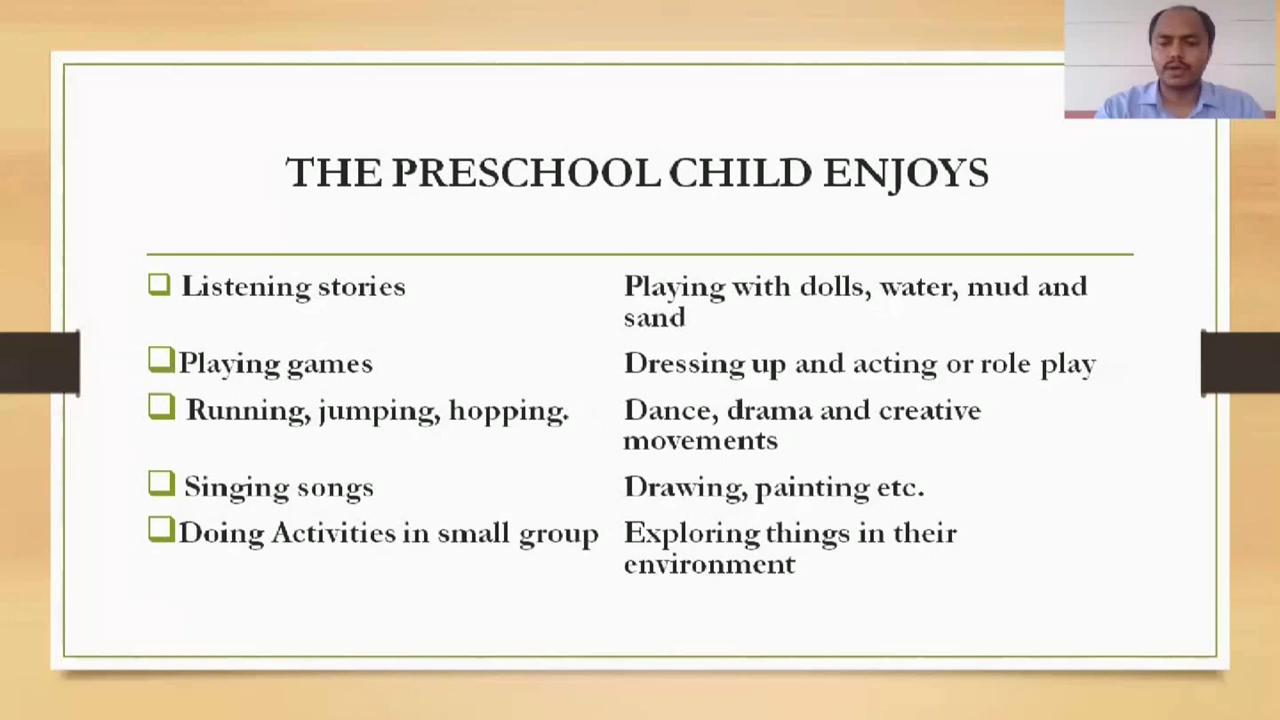 THE PRESCHOOL CHILD ENJOYS
Listening stories
Playing with dolls, water, mud and
sand
Playing games
Dressing up and acting or role play
Running, jumping, hopping.
Dance, drama and creative
movements
Singing songs
Drawing, painting etc.
Doing Activities in small group
Exploring things in their
environment